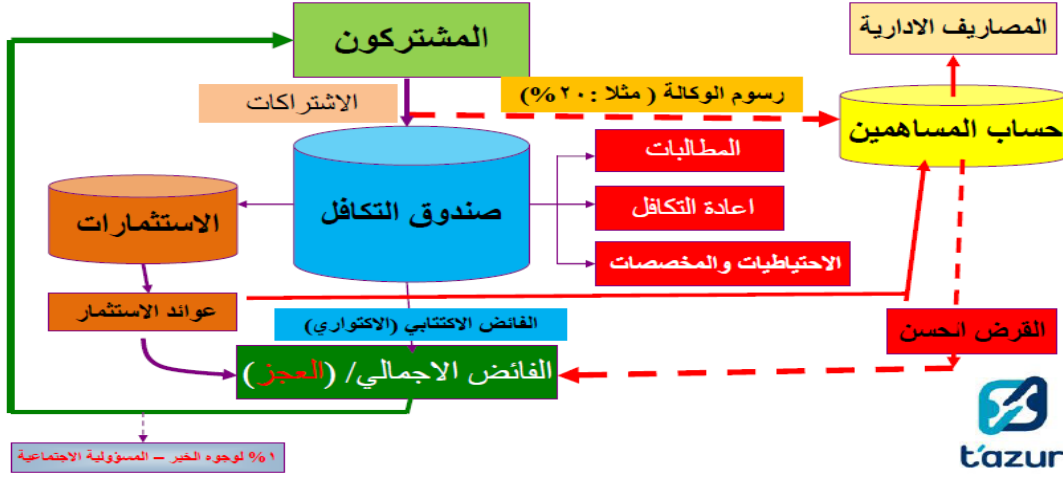 المشتركون
المصاريف الادارية
الاشتراكات
رسوم الوكالة ( مثلا : ٢٠ %)
حساب المساهمين
صندوق التكافل
المطالبات
اعادة التكافل
الاحتياطيات والمخصصات
الاستثمارات
عوائد الاستثمار
الفائض الاكتتابي (الاكتواري)
القرض الحسن
الفائض الاجمالي/ (العجز)
١ % لوجوه الخير – المسؤولية الاجتماعية
t'azur